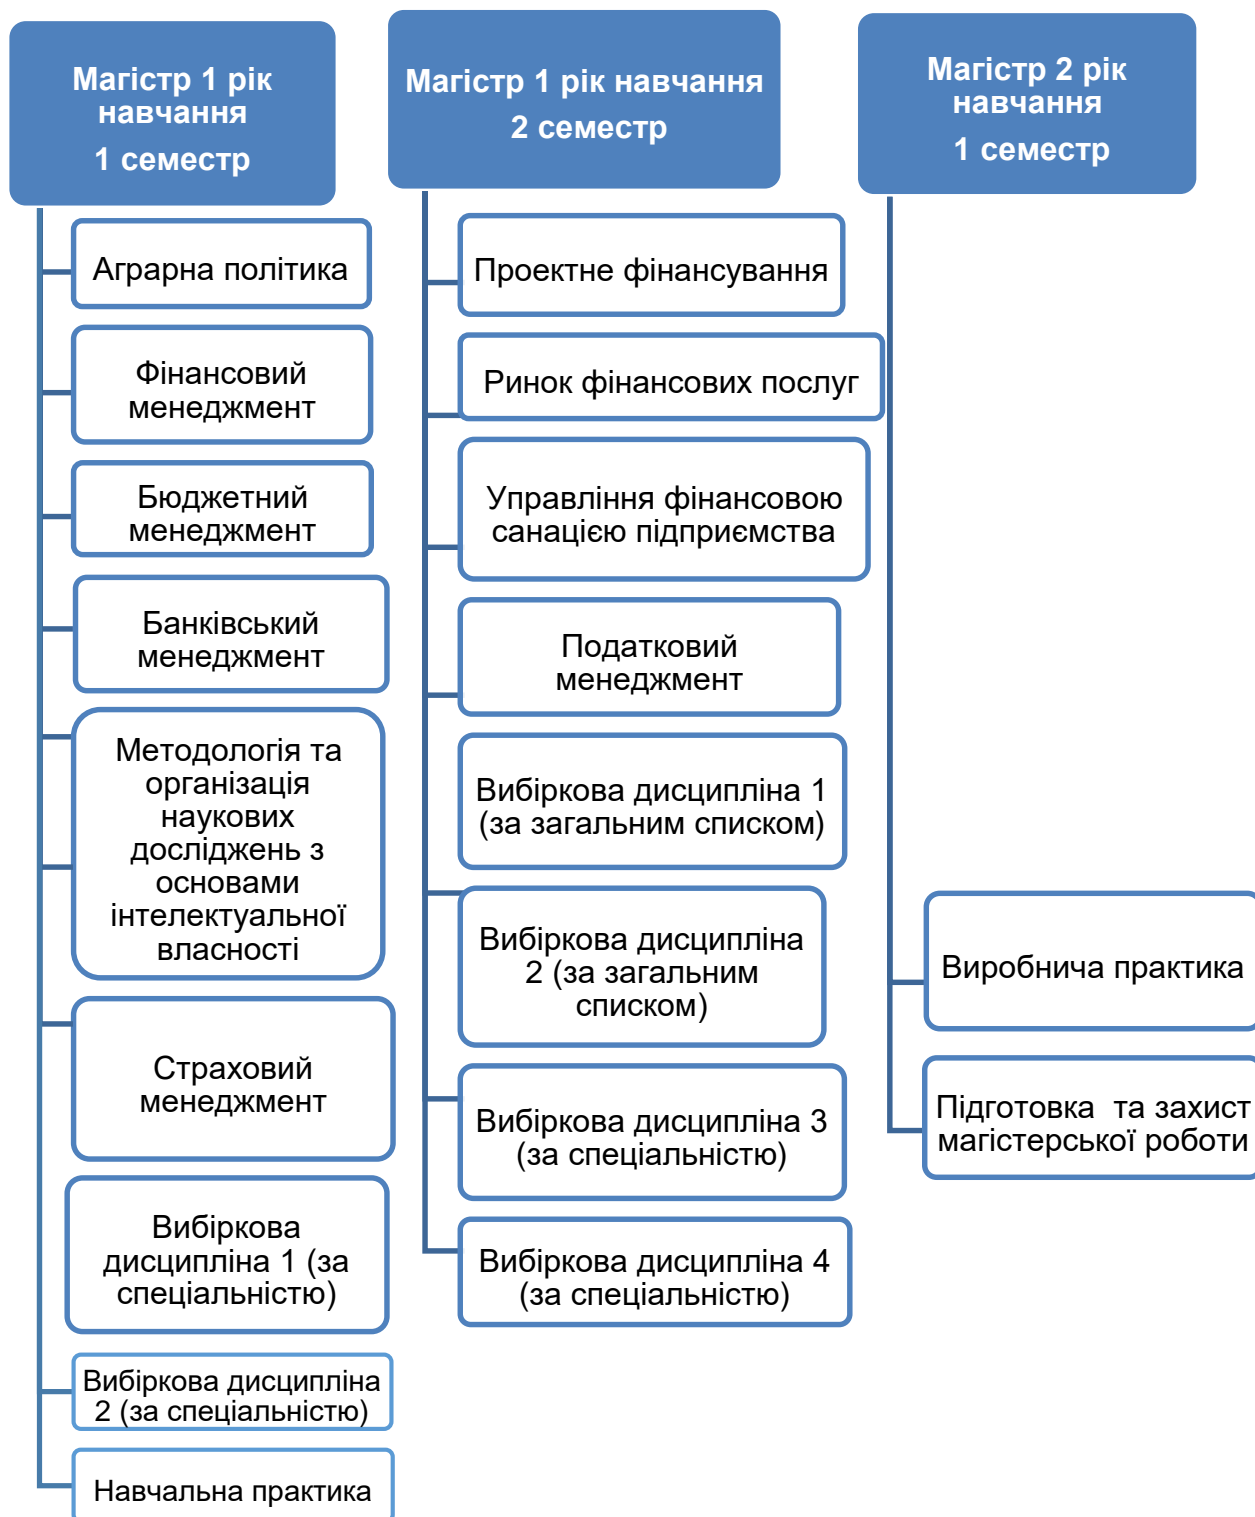 Магістр 1 рік
навчання
1 семестр
Аграрна політика
Фінансовий
менеджмент
Бюджетний
менеджмент
Банківський
менеджмент
Методологія та
організація
наукових
досліджень з
основами
інтелектуальної
власності
Страховий
менеджмент
Вибіркова
дисципліна 1 (за
спеціальністю)
Вибіркова дисципліна
2 (за спеціальністю)
Навчальна практика
Магістр 1 рік навчання
2 семестр
Проектне фінансування
Ринок фінансових послуг
Управління фінансовою
санацією підприємства
Податковий
менеджмент
Вибіркова дисципліна 1
(за загальним списком)
Вибіркова дисципліна
2 (за загальним
списком)
Вибіркова дисципліна 3
(за спеціальністю)
Вибіркова дисципліна 4
(за спеціальністю)
Магістр 2 рік
навчання
1 семестр
Виробнича практика
Підготовка  та захист
магістерської роботи